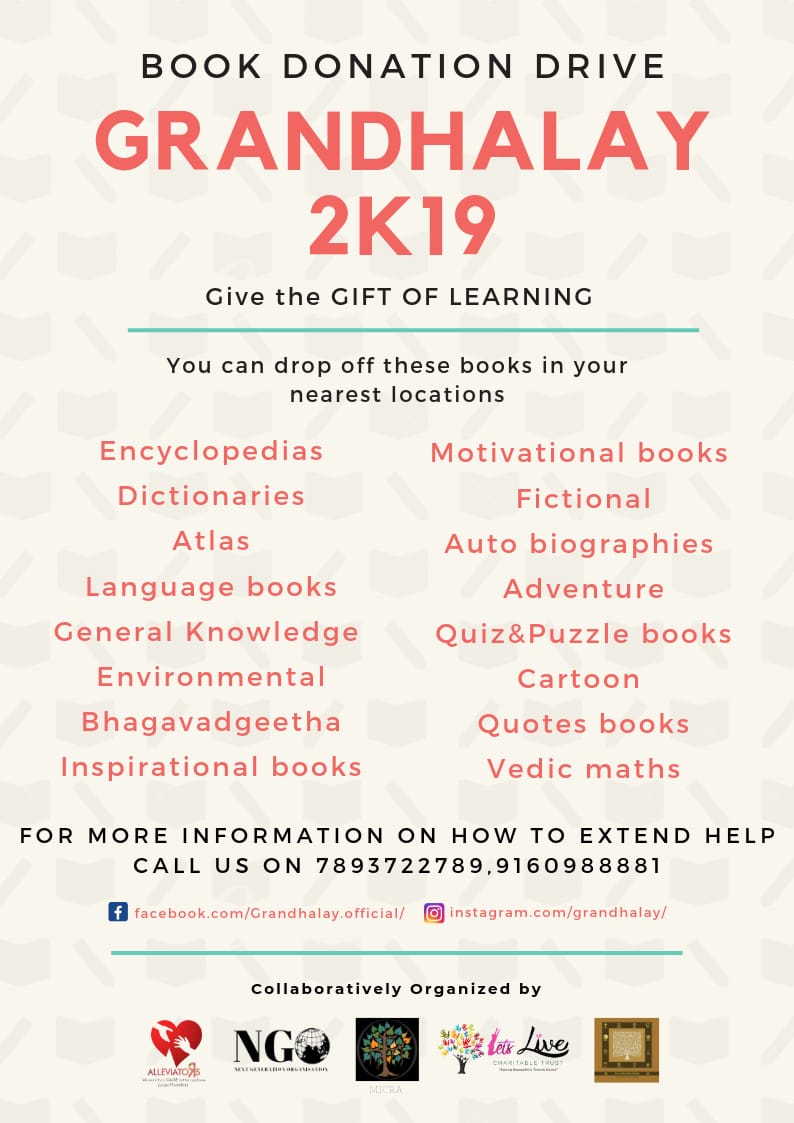 BOOK DONATION DRIVE
GRANDHALAY
2K19
Give the GIFT OF LEARNING
You can drop off these books in your
nearest locations
Encyclopedias
Dictionaries
Atlas
Language books
General Knowledge
Environmental
Bhagavadgeetha
Inspirational books
Motivational books
Fictional
Auto biographies
Adventure
Quiz&Puzzle books
Cartoon
Quotes books
Vedic maths
FOR MORE INFORMATION ON HOW TO EXTEND HELP
CALL US ON 7893722789,9160988881
facebook.com/Grandhalay.official/
instagram.com/grandhalay/
Collaboratively Organized by
ALLEVIATORS
NGO
NEXT GENERATION ORGANISATION
MICRA
Lets Live
CHARITABLE TRUST